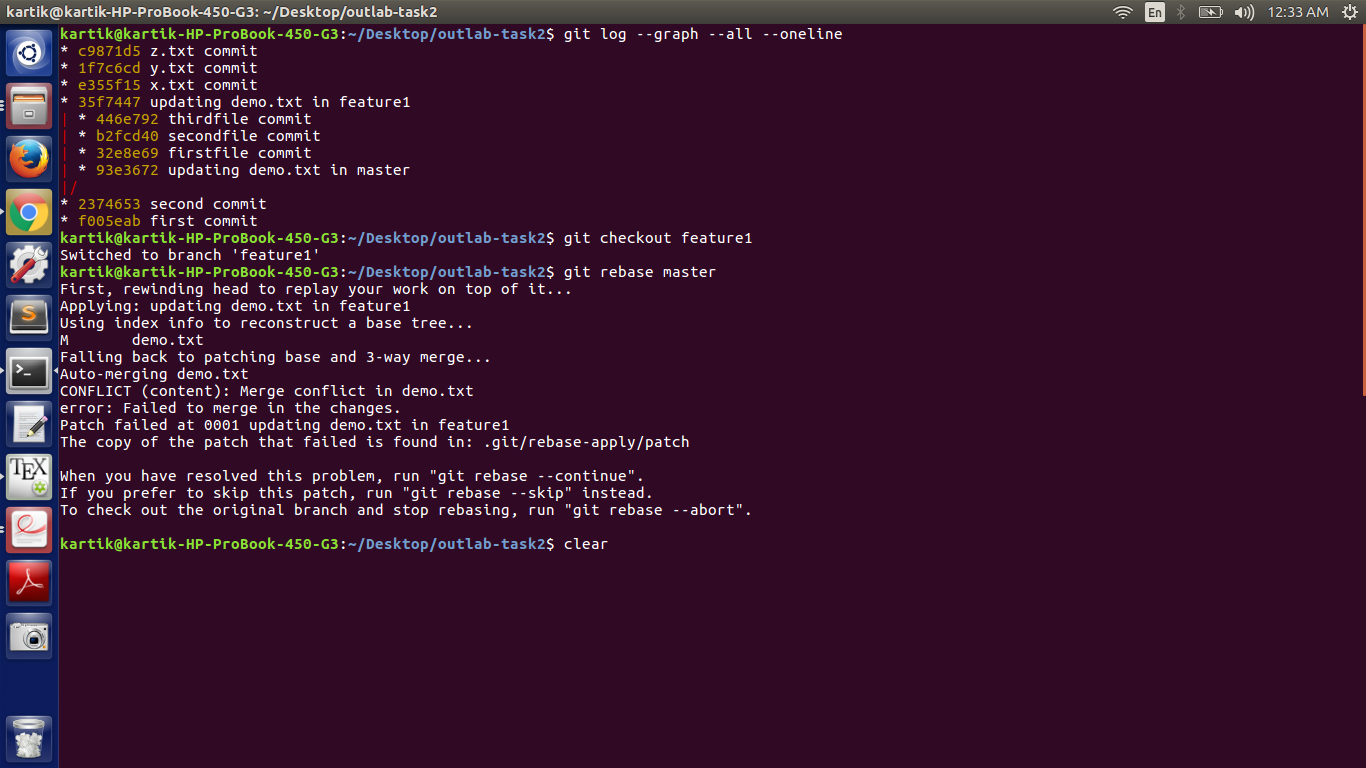 kartik@kartik-HP-ProBook-450-G3: ~/Desktop/outlab-task2
En
12:33 AM
kartik@kartik-HP-ProBook-450-G3:~/Desktop/outlab-task2$ git log --graph --all --oneline
* c9871d5 z.txt commit
* 1f7c6cd y.txt commit
* e355f15 x.txt commit
* 35f7447 updating demo.txt in feature1
| * 446e792 thirdfile commit
| * b2fcd40 secondfile commit
| * 32e8e69 firstfile commit
| * 93e3672 updating demo.txt in master
|/
* 2374653 second commit
* f005eab first commit
kartik@kartik-HP-ProBook-450-G3:~/Desktop/outlab-task2$ git checkout feature1
Switched to branch 'feature1'
kartik@kartik-HP-ProBook-450-G3:~/Desktop/outlab-task2$ git rebase master
First, rewinding head to replay your work on top of it...
Applying: updating demo.txt in feature1
Using index info to reconstruct a base tree...
M       demo.txt
Falling back to patching base and 3-way merge...
Auto-merging demo.txt
CONFLICT (content): Merge conflict in demo.txt
error: Failed to merge in the changes.
Patch failed at 0001 updating demo.txt in feature1
The copy of the patch that failed is found in: .git/rebase-apply/patch
When you have resolved this problem, run "git rebase --continue".
If you prefer to skip this patch, run "git rebase --skip" instead.
To check out the original branch and stop rebasing, run "git rebase --abort".
kartik@kartik-HP-ProBook-450-G3:~/Desktop/outlab-task2$ clear
S
>_
TEX